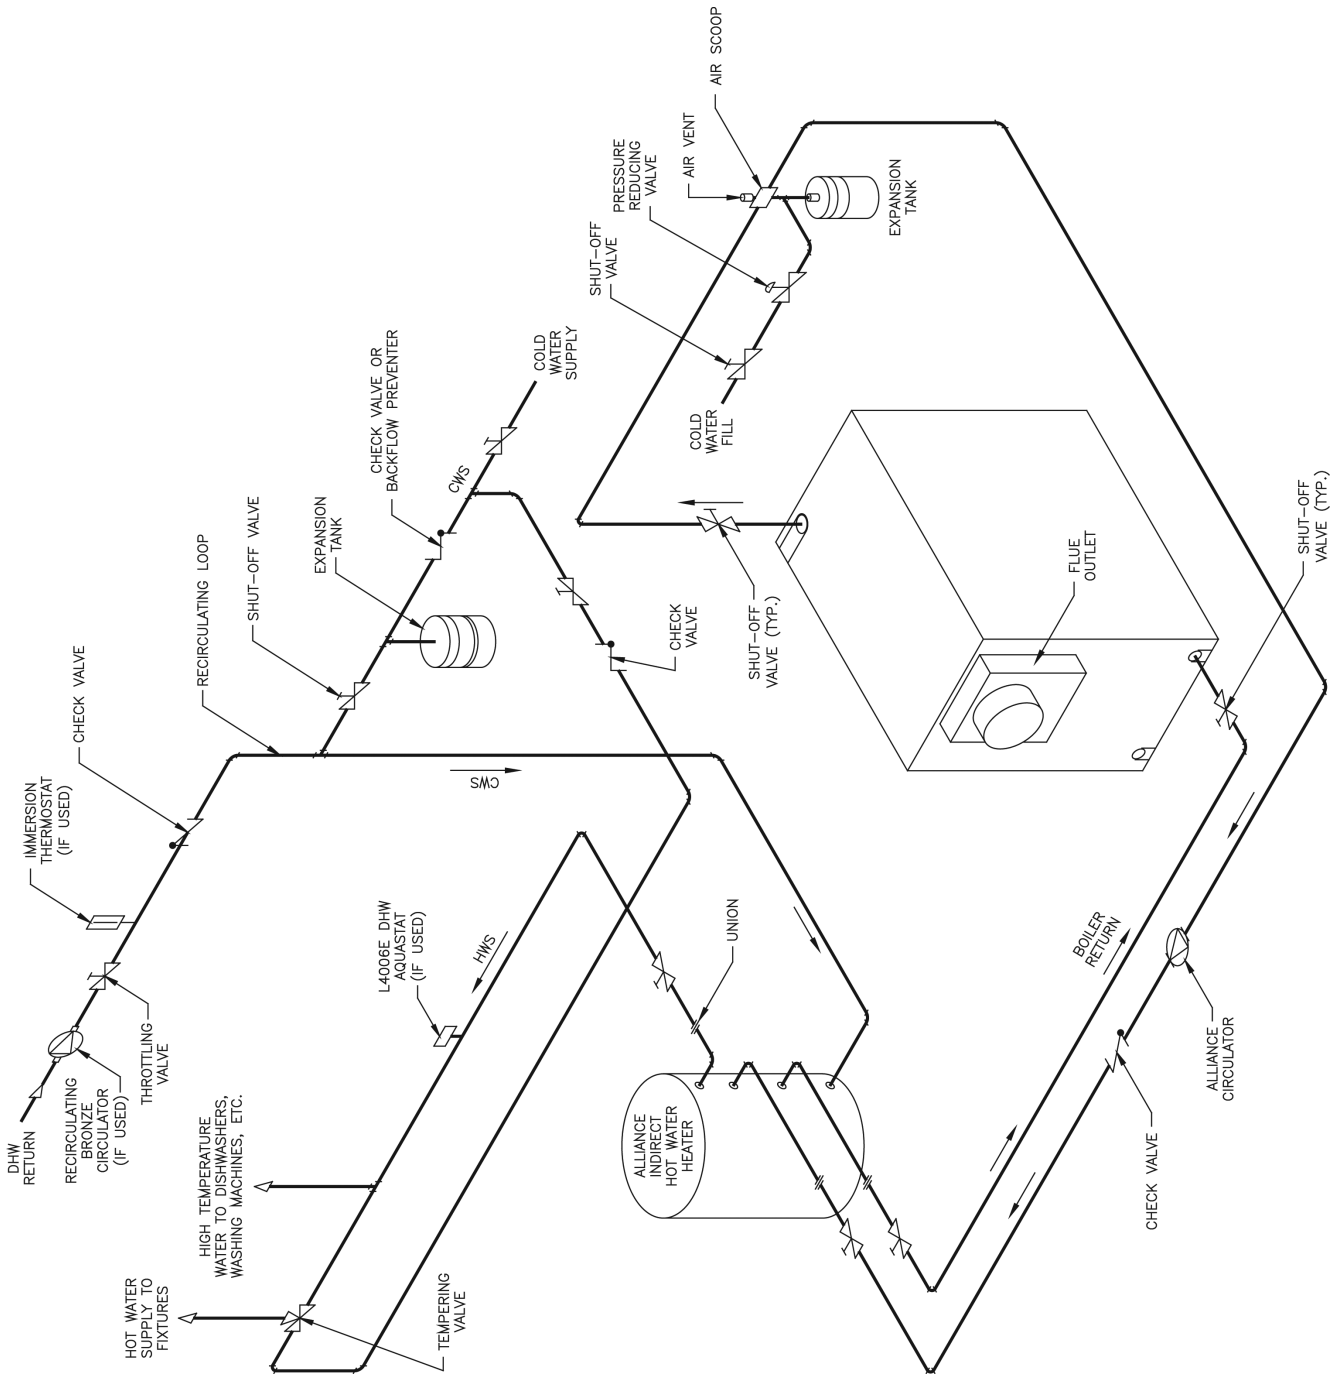 DHW
RETURN
RECIRCULATING
BRONZE
CIRCULATOR
(IF USED)
THROTTLING
VALVE
IMMERSION
THERMOSTAT
(IF USED)
CHECK VALVE
RECIRCULATING LOOP
SHUT-OFF VALVE
EXPANSION
TANK
CHECK VALVE OR
BACKFLOW PREVENTER
CWS
COLD
WATER
SUPPLY
SHUT-OFF
VALVE
PRESSURE
REDUCING
VALVE
AIR VENT
AIR SCOOP
EXPANSION
TANK
COLD
WATER
FILL
CHECK
VALVE
SHUT-OFF
VALVE (TYP.)
FLUE
OUTLET
SHUT-OFF
VALVE (TYP.)
CWS
HWS
L4006E DHW
AQUASTAT
(IF USED)
UNION
HIGH TEMPERATURE
WATER TO DISHWASHERS,
WASHING MACHINES, ETC.
HOT WATER
SUPPLY TO
FIXTURES
TEMPERING
VALVE
ALLIANCE
INDIRECT
HOT WATER
HEATER
BOILER
RETURN
ALLIANCE
CIRCULATOR
CHECK VALVE